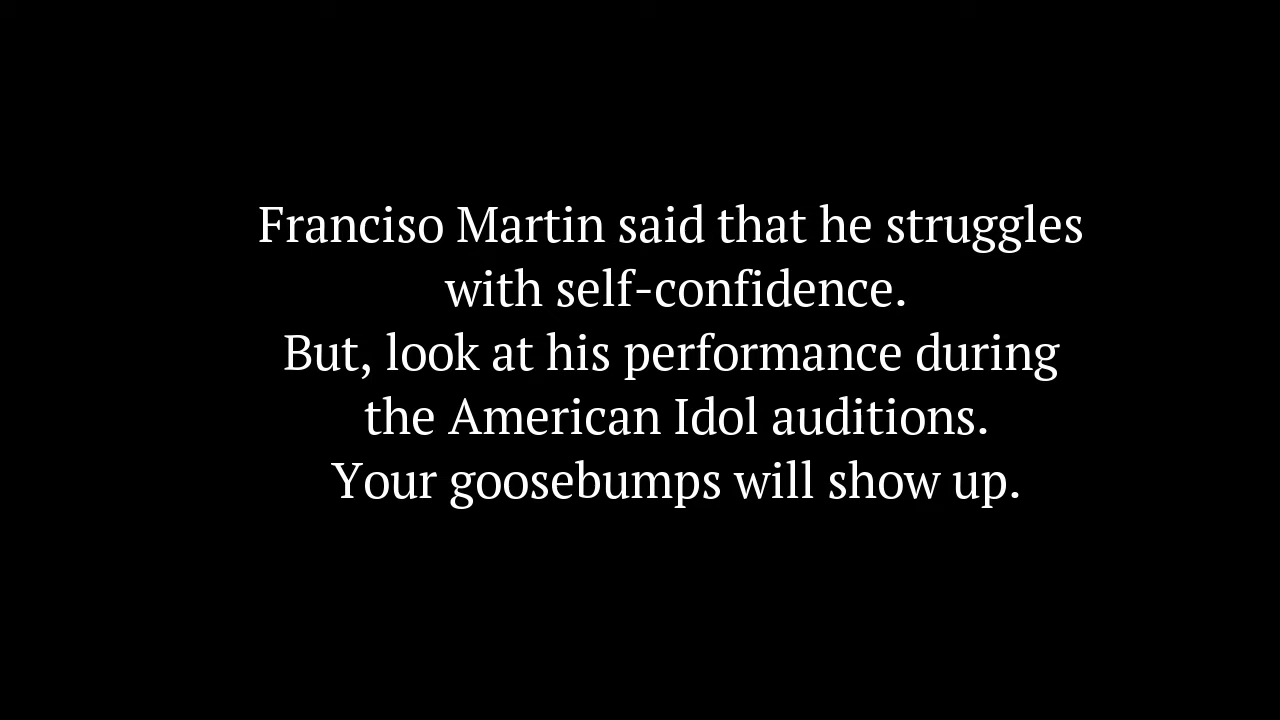 Franciso Martin said that he struggles
with self-confidence.
But, look at his performance during
the American Idol auditions.
Your goosebumps will show up.